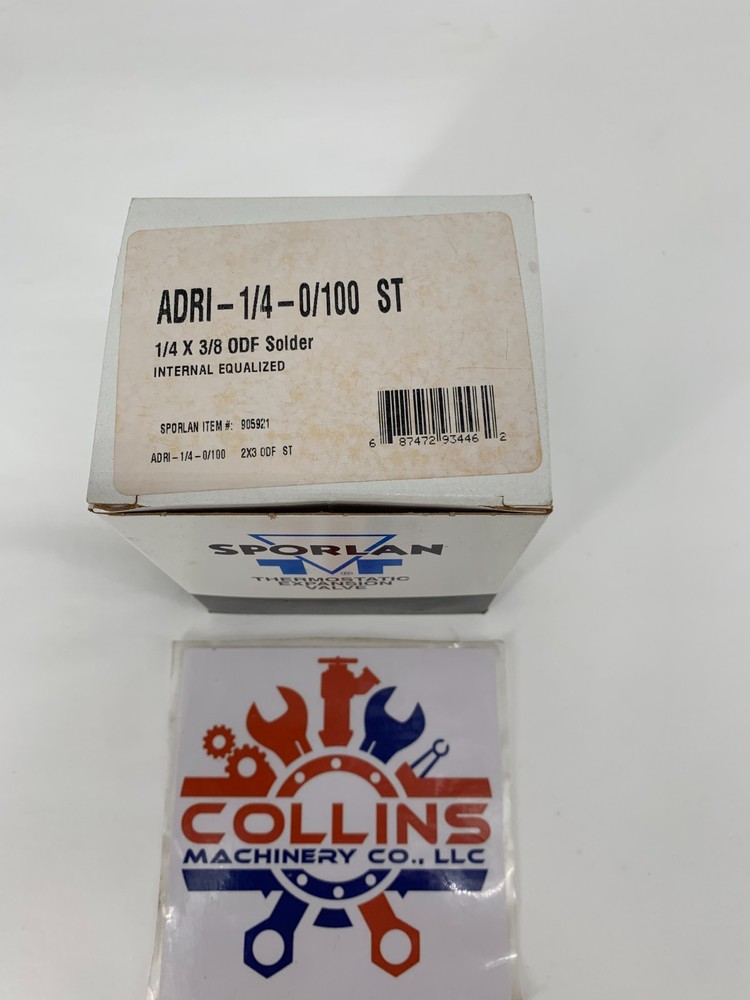 ADRI-1/4-0/100 ST
1/4 X 3/8 ODF Solder
INTERNAL EQUALIZED
SPORLAN ITEM #: 905921
ADRI-1/4-0/100 2X3 ODF ST
6 87472 93446 2
SPORLAN
®
THERMOSTATIC
EXPANSION
VALVE
COLLINS
MACHINERY CO., LLC